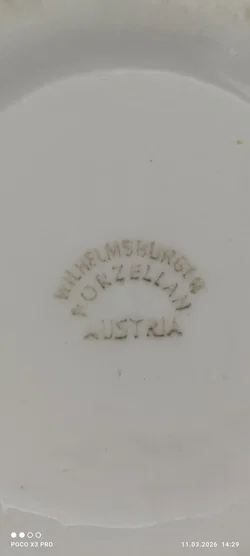 WILHELMSBURGER
PORZELLAN
AUSTRIA
POCO X3 PRO
11.03.2026 14:29